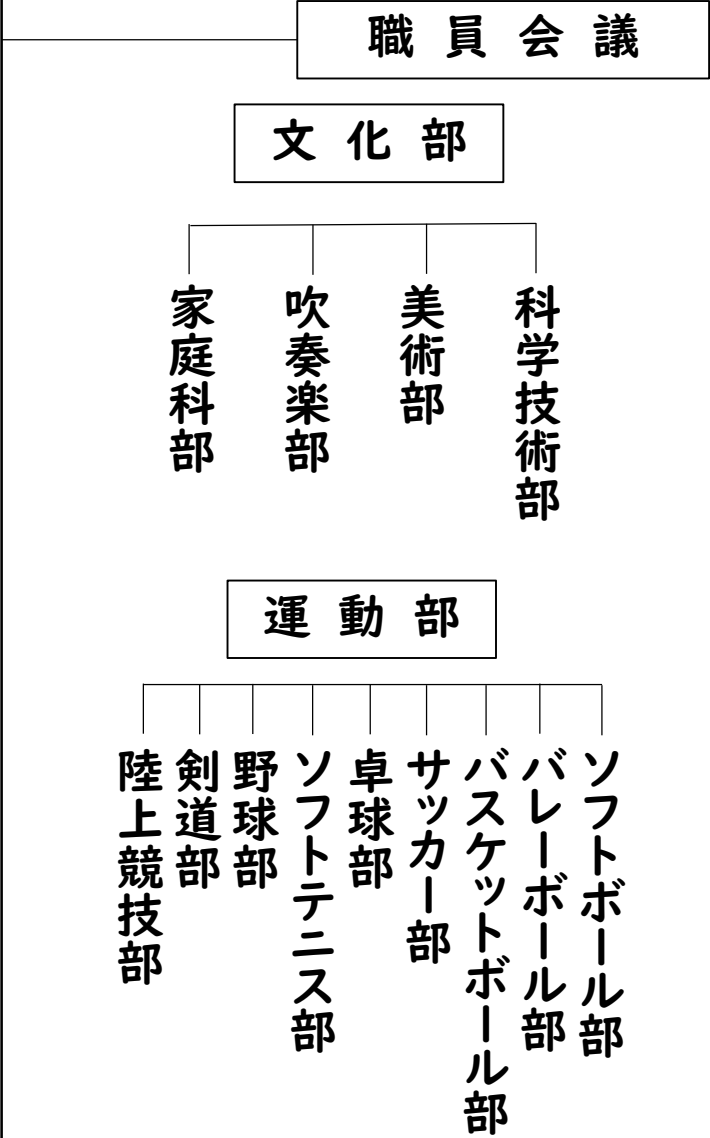 職員会議
文化部
科学技術部
美術部
吹奏楽部
家庭科部
運動部
ソフトボール部
バレーボール部
バスケットボール部
サッカー部
卓球部
ソフトテニス部
野球部
剣道部
陸上競技部